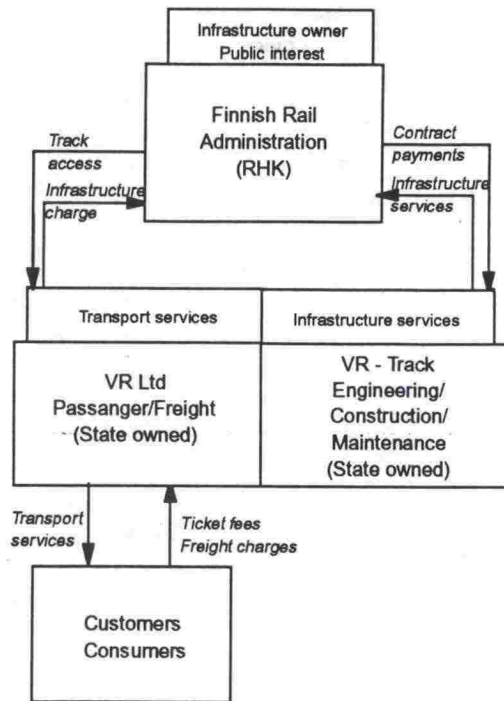 Infrastructure owner
Public interest
Finnish Rail
Administration
(RHK)
Track
access
Infrastructure
charge
Contract
payments
Infrastructure
services
Transport services
Infrastructure services
VR Ltd
Passanger/Freight
(State owned)
VR - Track
Engineering/
Construction/
Maintenance
(State owned)
Transport
services
Ticket fees
Freight charges
Customers
Consumers